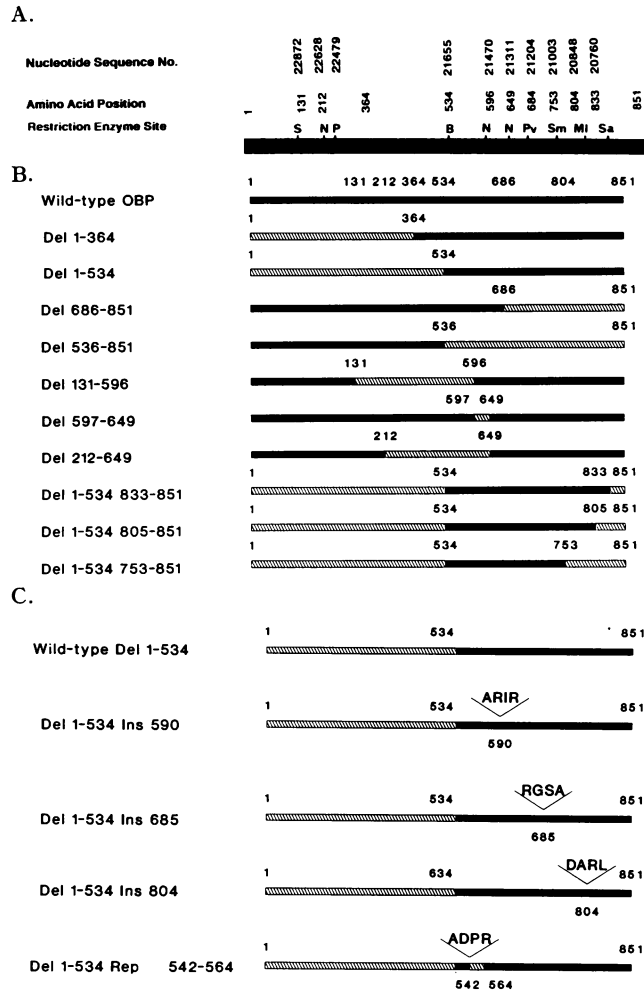 A.
Nucleotide Sequence No. 22872 22628 22479 21655 21470 21311 21204 21003 20848 20760
Amino Acid Position 1 131 212 364 534 596 649 684 753 804 833 851
Restriction Enzyme Site S N P B N N Pv Sm Ml Sa
B.
1 131 212 364 534 686 804 851
Wild-type OBP
1 364
Del 1-364
1 534
Del 1-534
686 851
Del 686-851
536 851
Del 536-851
131 596
Del 131-596
597 649
Del 597-649
212 649
Del 212-649
1 534 833 851
Del 1-534 833-851
1 534 805 851
Del 1-534 805-851
1 534 753 851
Del 1-534 753-851
C.
1 534 851
Wild-type Del 1-534
ARIR
1 534 851
Del 1-534 Ins 590
590
RGSA
1 534 851
Del 1-534 Ins 685
685
DARL
1 634 851
Del 1-534 Ins 804
804
ADPR
1 851
Del 1-534 Rep 542-564
542 564